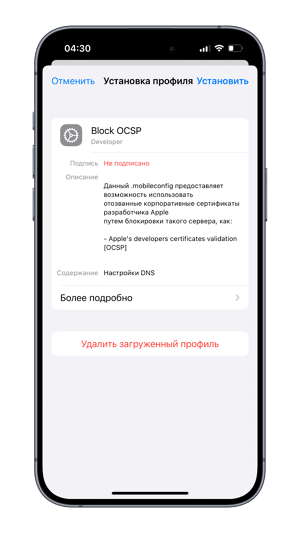 04:30
Отменить Установка профиля Установить
Block OCSP
Developer
Подпись Не подписано
Описание
Данный .mobileconfig предоставляет
возможность использовать
отозванные корпоративные сертификаты
разработчика Apple
путем блокировки такого сервера, как:
- Apple's developers certificates validation
[OCSP]
Содержание Настройки DNS
Более подробно
Удалить загруженный профиль